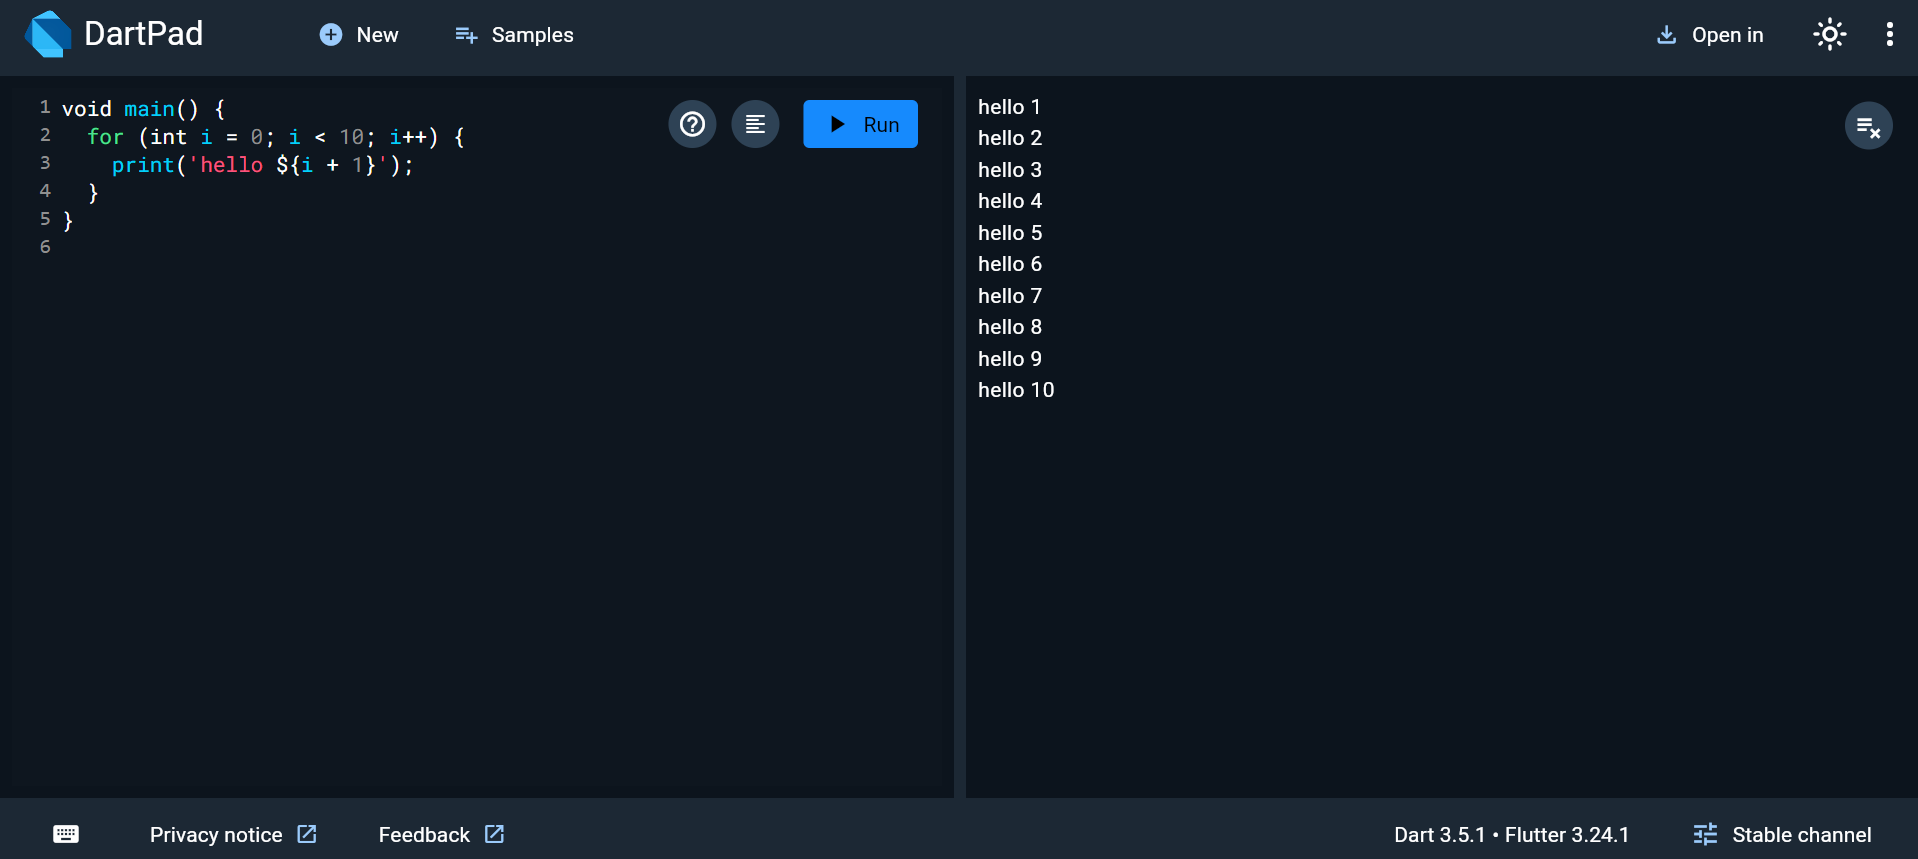 DartPad New Samples Open in
1 void main() {
2   for (int i = 0; i < 10; i++) {
3     print('hello ${i + 1}');
4   }
5 }
6
Run
hello 1
hello 2
hello 3
hello 4
hello 5
hello 6
hello 7
hello 8
hello 9
hello 10
Privacy notice Feedback Dart 3.5.1 • Flutter 3.24.1 Stable channel